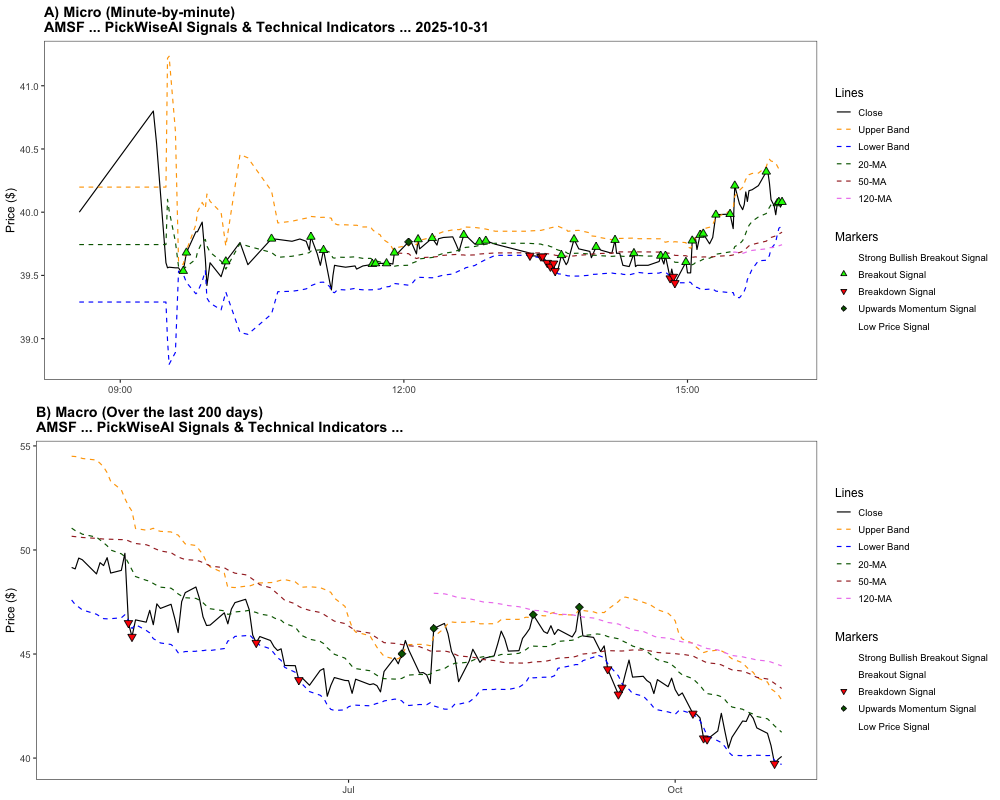 A) Micro (Minute-by-minute)
AMSF ... PickWiseAI Signals & Technical Indicators ... 2025-10-31
Price ($)
41.0
40.5
40.0
39.5
39.0
09:00
12:00
15:00
Lines
Close
Upper Band
Lower Band
20-MA
50-MA
120-MA
Markers
Strong Bullish Breakout Signal
Breakout Signal
Breakdown Signal
Upwards Momentum Signal
Low Price Signal
B) Macro (Over the last 200 days)
AMSF ... PickWiseAI Signals & Technical Indicators ...
Price ($)
55
50
45
40
Jul
Oct
Lines
Close
Upper Band
Lower Band
20-MA
50-MA
120-MA
Markers
Strong Bullish Breakout Signal
Breakout Signal
Breakdown Signal
Upwards Momentum Signal
Low Price Signal